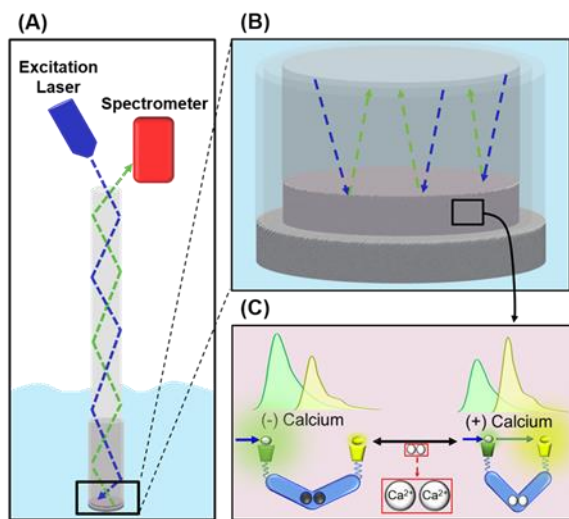 (A)
Excitation
Laser
Spectrometer
(B)
(C)
(-) Calcium
(+) Calcium
Ca²⁺ Ca²⁺